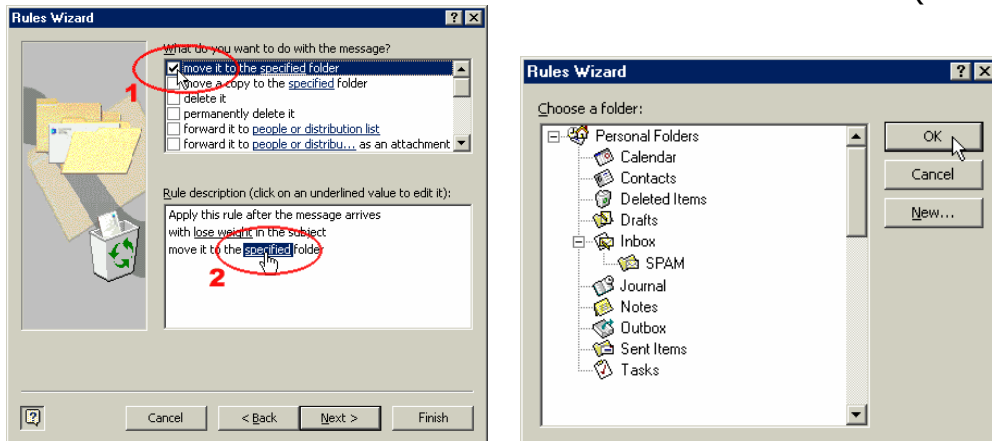 (
Rules Wizard
What do you want to do with the message?
move it to the specified folder
move a copy to the specified folder
delete it
permanently delete it
forward it to people or distribution list
forward it to people or distribu... as an attachment
1
Rule description (click on an underlined value to edit it):
Apply this rule after the message arrives
with lose weight in the subject
move it to the specified folder
2
Cancel
< Back
Next >
Finish
Rules Wizard
Choose a folder:
Personal Folders
Calendar
Contacts
Deleted Items
Drafts
Inbox
SPAM
Journal
Notes
Outbox
Sent Items
Tasks
OK
Cancel
New...